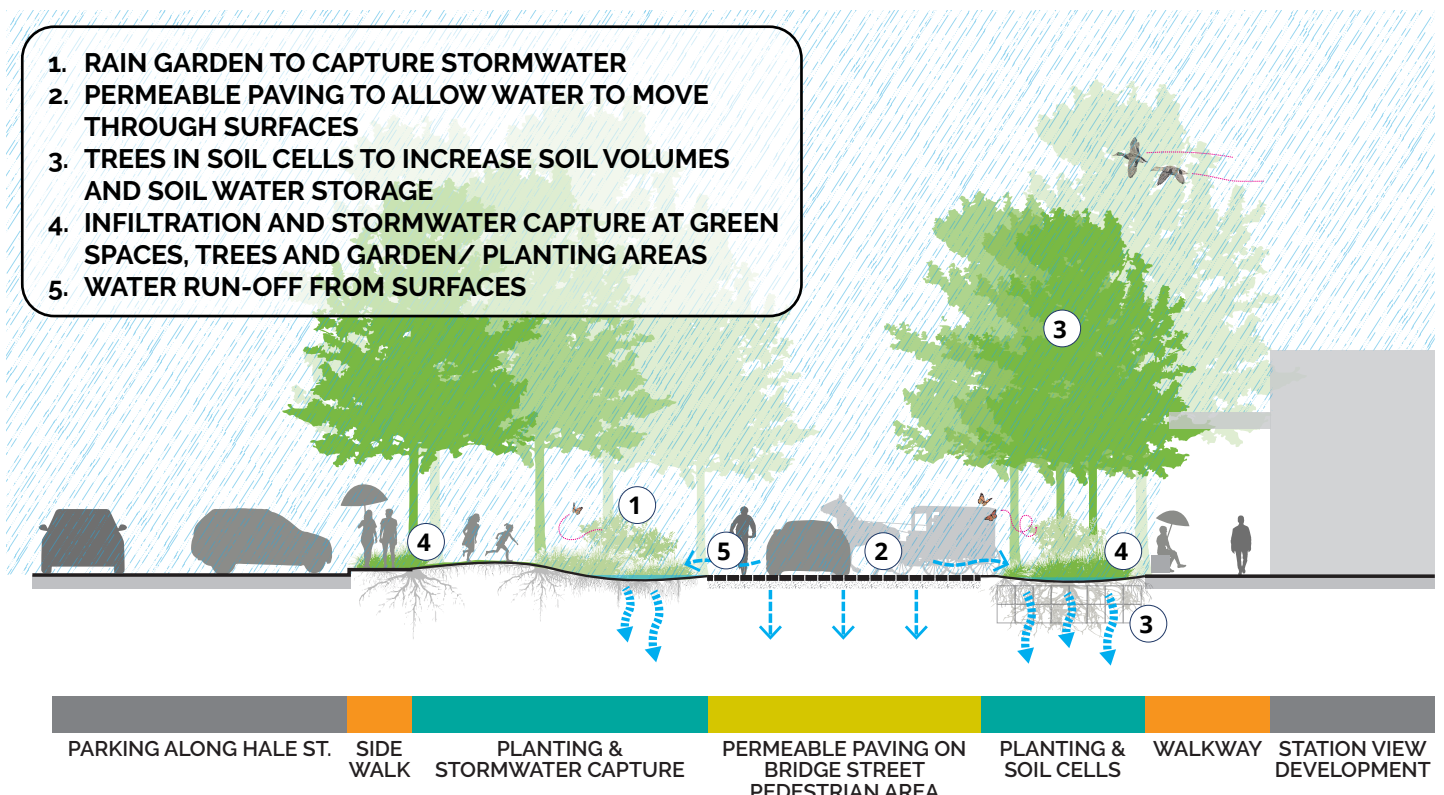 1. RAIN GARDEN TO CAPTURE STORMWATER
2. PERMEABLE PAVING TO ALLOW WATER TO MOVE
THROUGH SURFACES
3. TREES IN SOIL CELLS TO INCREASE SOIL VOLUMES
AND SOIL WATER STORAGE
4. INFILTRATION AND STORMWATER CAPTURE AT GREEN
SPACES, TREES AND GARDEN/ PLANTING AREAS
5. WATER RUN-OFF FROM SURFACES
3
1
4
5
2
4
3
PARKING ALONG HALE ST.
SIDE
WALK
PLANTING &
STORMWATER CAPTURE
PERMEABLE PAVING ON
BRIDGE STREET
PEDESTRIAN AREA
PLANTING &
SOIL CELLS
WALKWAY
STATION VIEW
DEVELOPMENT